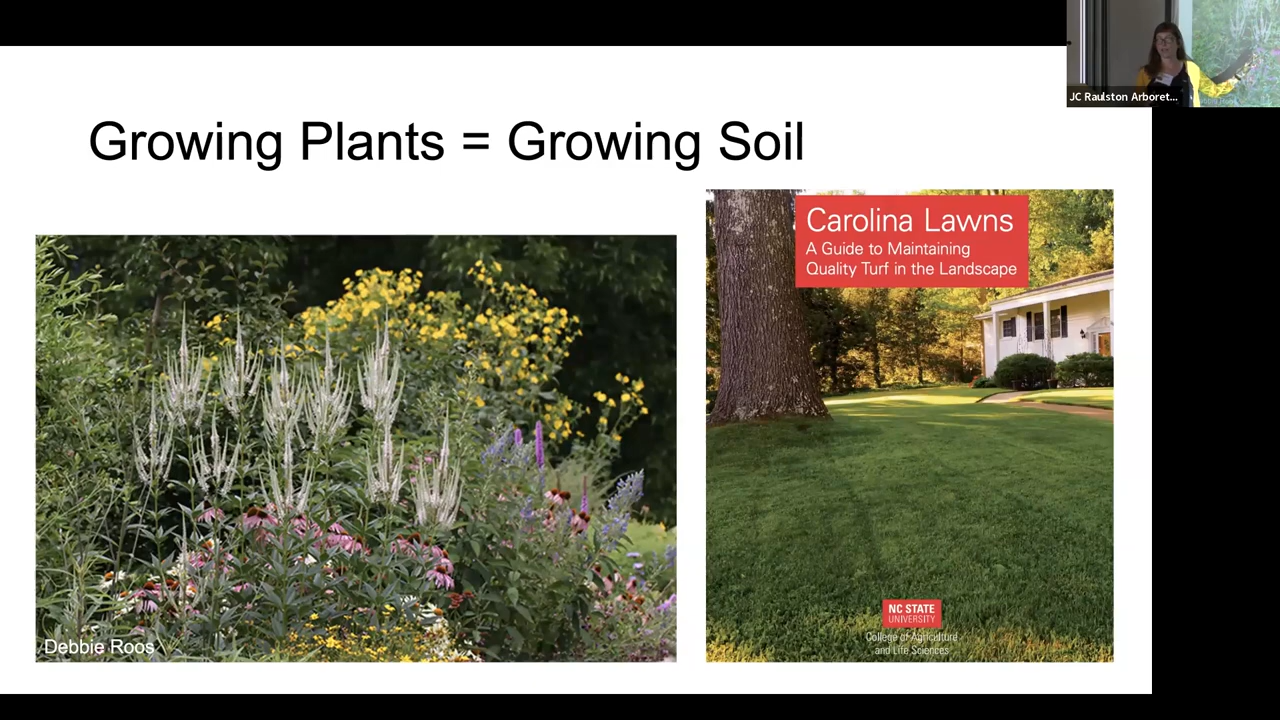 JC Raulston Arboret...
Growing Plants = Growing Soil
Debbie Roos
Carolina Lawns
A Guide to Maintaining
Quality Turf in the Landscape
NC STATE
UNIVERSITY
College of Agriculture
and Life Sciences